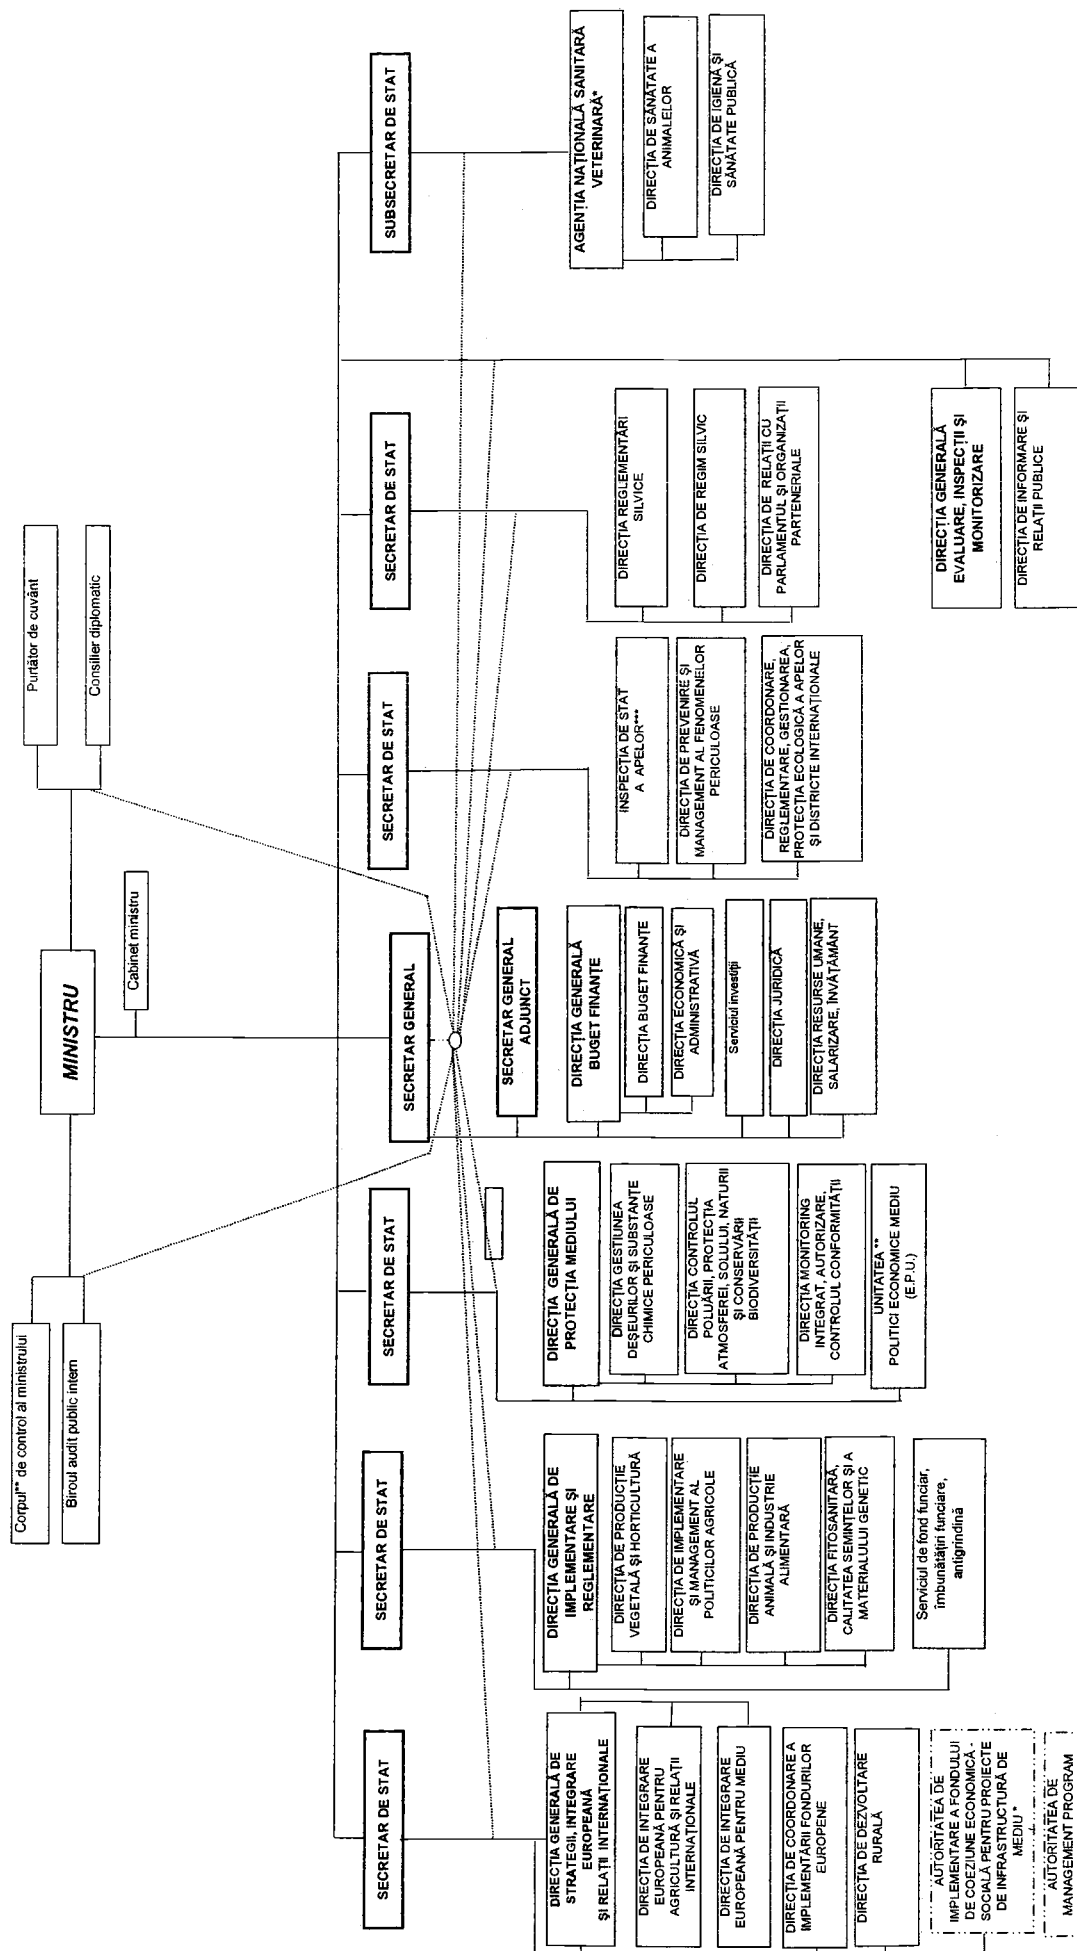 MINISTRU
Corpul** de control al ministrului
Biroul audit public intern
Cabinet ministru
Purtător de cuvânt
Consilier diplomatic
SECRETAR DE STAT
SECRETAR DE STAT
SECRETAR DE STAT
SECRETAR GENERAL
SECRETAR DE STAT
SECRETAR DE STAT
SUBSECRETAR DE STAT
DIRECȚIA GENERALĂ DE
STRATEGII, INTEGRARE
EUROPEANĂ
ȘI RELAȚII INTERNAȚIONALE
DIRECȚIA DE INTEGRARE
EUROPEANĂ PENTRU
AGRICULTURĂ ȘI RELAȚII
INTERNAȚIONALE
DIRECȚIA DE INTEGRARE
EUROPEANĂ PENTRU MEDIU
DIRECȚIA DE COORDONARE A
IMPLEMENTĂRII FONDURILOR
EUROPENE
DIRECȚIA DE DEZVOLTARE
RURALĂ
AUTORITATEA DE
IMPLEMENTARE A FONDULUI
DE COEZIUNE ECONOMICĂ -
SOCIALĂ PENTRU PROIECTE
DE INFRASTRUCTURĂ DE
MEDIU *
AUTORITATEA DE
MANAGEMENT PROGRAM
DIRECȚIA GENERALĂ DE
IMPLEMENTARE ȘI
REGLEMENTARE
DIRECȚIA DE PRODUCȚIE
VEGETALĂ ȘI HORTICULTURĂ
DIRECȚIA DE IMPLEMENTARE
ȘI MANAGEMENT AL
POLITICILOR AGRICOLE
DIRECȚIA DE PRODUCȚIE
ANIMALĂ ȘI INDUSTRIE
ALIMENTARĂ
DIRECȚIA FITOSANITARĂ,
CALITATEA SEMINȚELOR ȘI A
MATERIALULUI GENETIC
Serviciul de fond funciar,
îmbunătățiri funciare,
antigrindină
DIRECȚIA GENERALĂ DE
PROTECȚIA MEDIULUI
DIRECȚIA GESTIUNEA
DEȘEURILOR ȘI SUBSTANȚE
CHIMICE PERICULOASE
DIRECȚIA CONTROLUL
POLUĂRII, PROTECȚIA
ATMOSFEREI, SOLULUI, NATURII
ȘI CONSERVĂRII
BIODIVERSITĂȚII
DIRECȚIA MONITORING
INTEGRAT, AUTORIZARE,
CONTROLUL CONFORMITĂȚII
UNITATEA **
POLITICI ECONOMICE MEDIU
(E.P.U.)
SECRETAR GENERAL
ADJUNCT
DIRECȚIA GENERALĂ
BUGET FINANȚE
DIRECȚIA BUGET FINANȚE
DIRECȚIA ECONOMICĂ ȘI
ADMINISTRATIVĂ
Serviciul investiții
DIRECȚIA JURIDICĂ
DIRECȚIA RESURSE UMANE,
SALARIZARE, ÎNVĂȚĂMÂNT
INSPECȚIA DE STAT
A APELOR***
DIRECȚIA DE PREVENIRE ȘI
MANAGEMENT AL FENOMENELOR
PERICULOASE
DIRECȚIA DE COORDONARE,
REGLEMENTARE, GESTIONAREA,
PROTECȚIA ECOLOGICĂ A APELOR
ȘI DISTRICTE INTERNAȚIONALE
DIRECȚIA REGLEMENTĂRI
SILVICE
DIRECȚIA DE REGIM SILVIC
DIRECȚIA DE RELAȚII CU
PARLAMENTUL ȘI ORGANIZAȚII
PARTENERIALE
DIRECȚIA GENERALĂ
EVALUARE, INSPECȚII ȘI
MONITORIZARE
DIRECȚIA DE INFORMARE ȘI
RELAȚII PUBLICE
AGENȚIA NAȚIONALĂ SANITARĂ
VETERINARĂ*
DIRECȚIA DE SĂNĂTATE A
ANIMALELOR
DIRECȚIA DE IGIENĂ ȘI
SĂNĂTATE PUBLICĂ